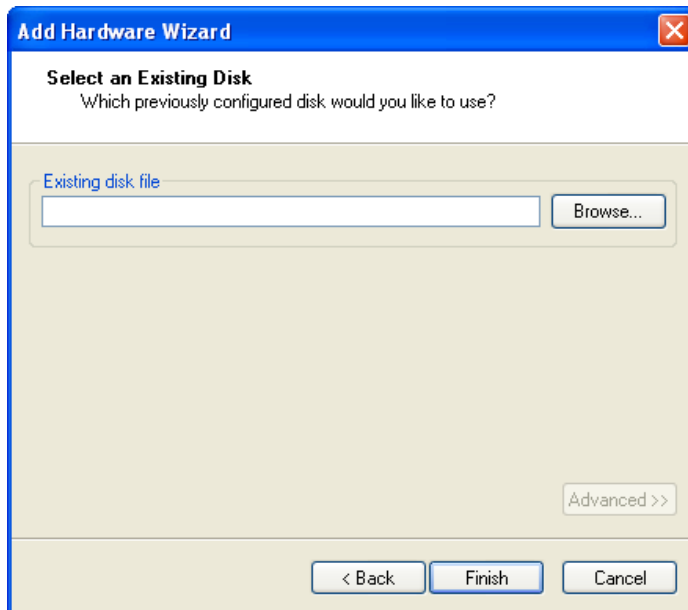 Add Hardware Wizard
Select an Existing Disk
Which previously configured disk would you like to use?
Existing disk file
Browse...
Advanced >>
< Back
Finish
Cancel